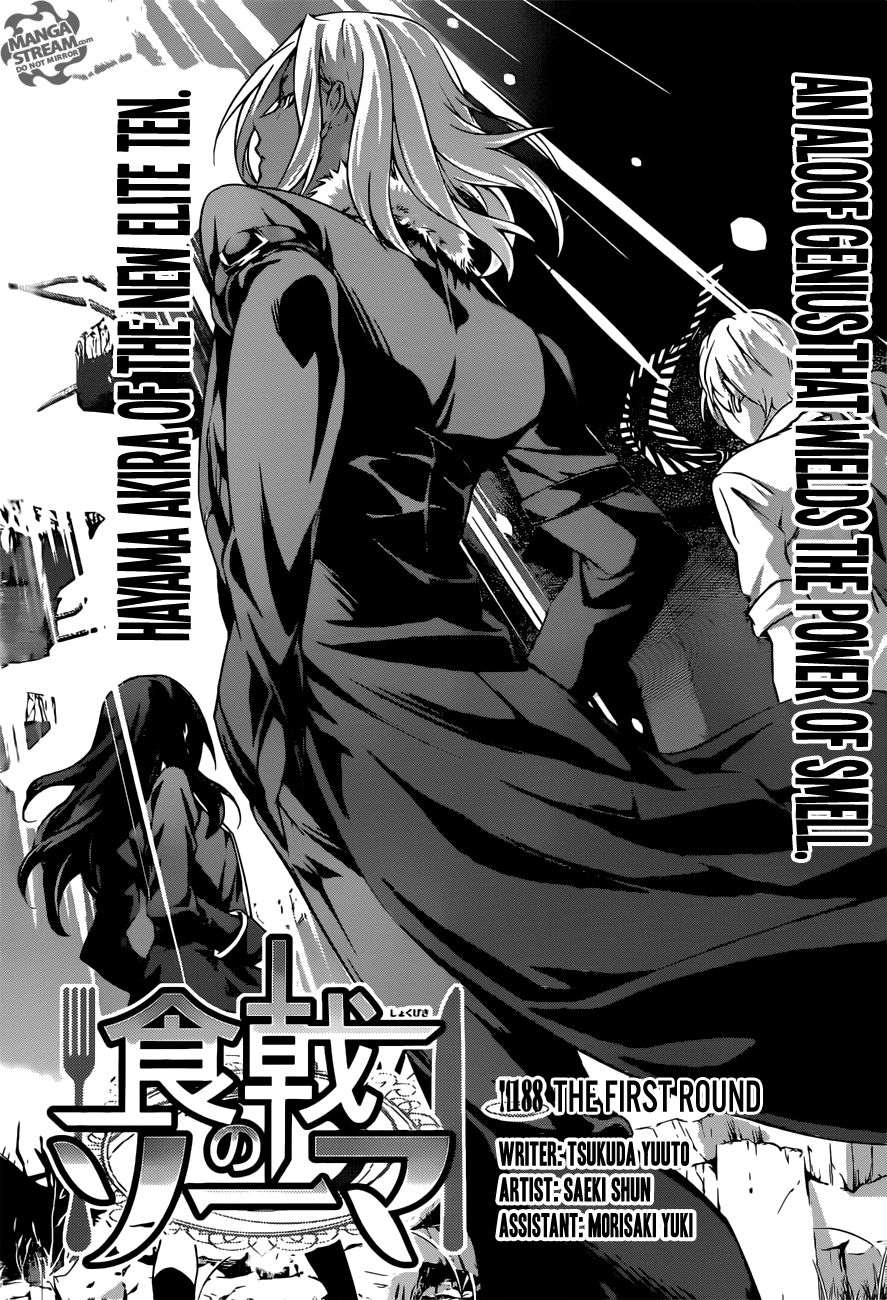 MANGA
STREAM.com
DO NOT MIRROR
AN ALOOF GENIUS THAT WIELDS THE POWER OF SMELL.
HAYAMA AKIRA OF THE NEW ELITE TEN.
しょくげき
食戟の
ソーマ
188 THE FIRST ROUND
WRITER: TSUKUDA YUUTO
ARTIST: SAEKI SHUN
ASSISTANT: MORISAKI YUKI